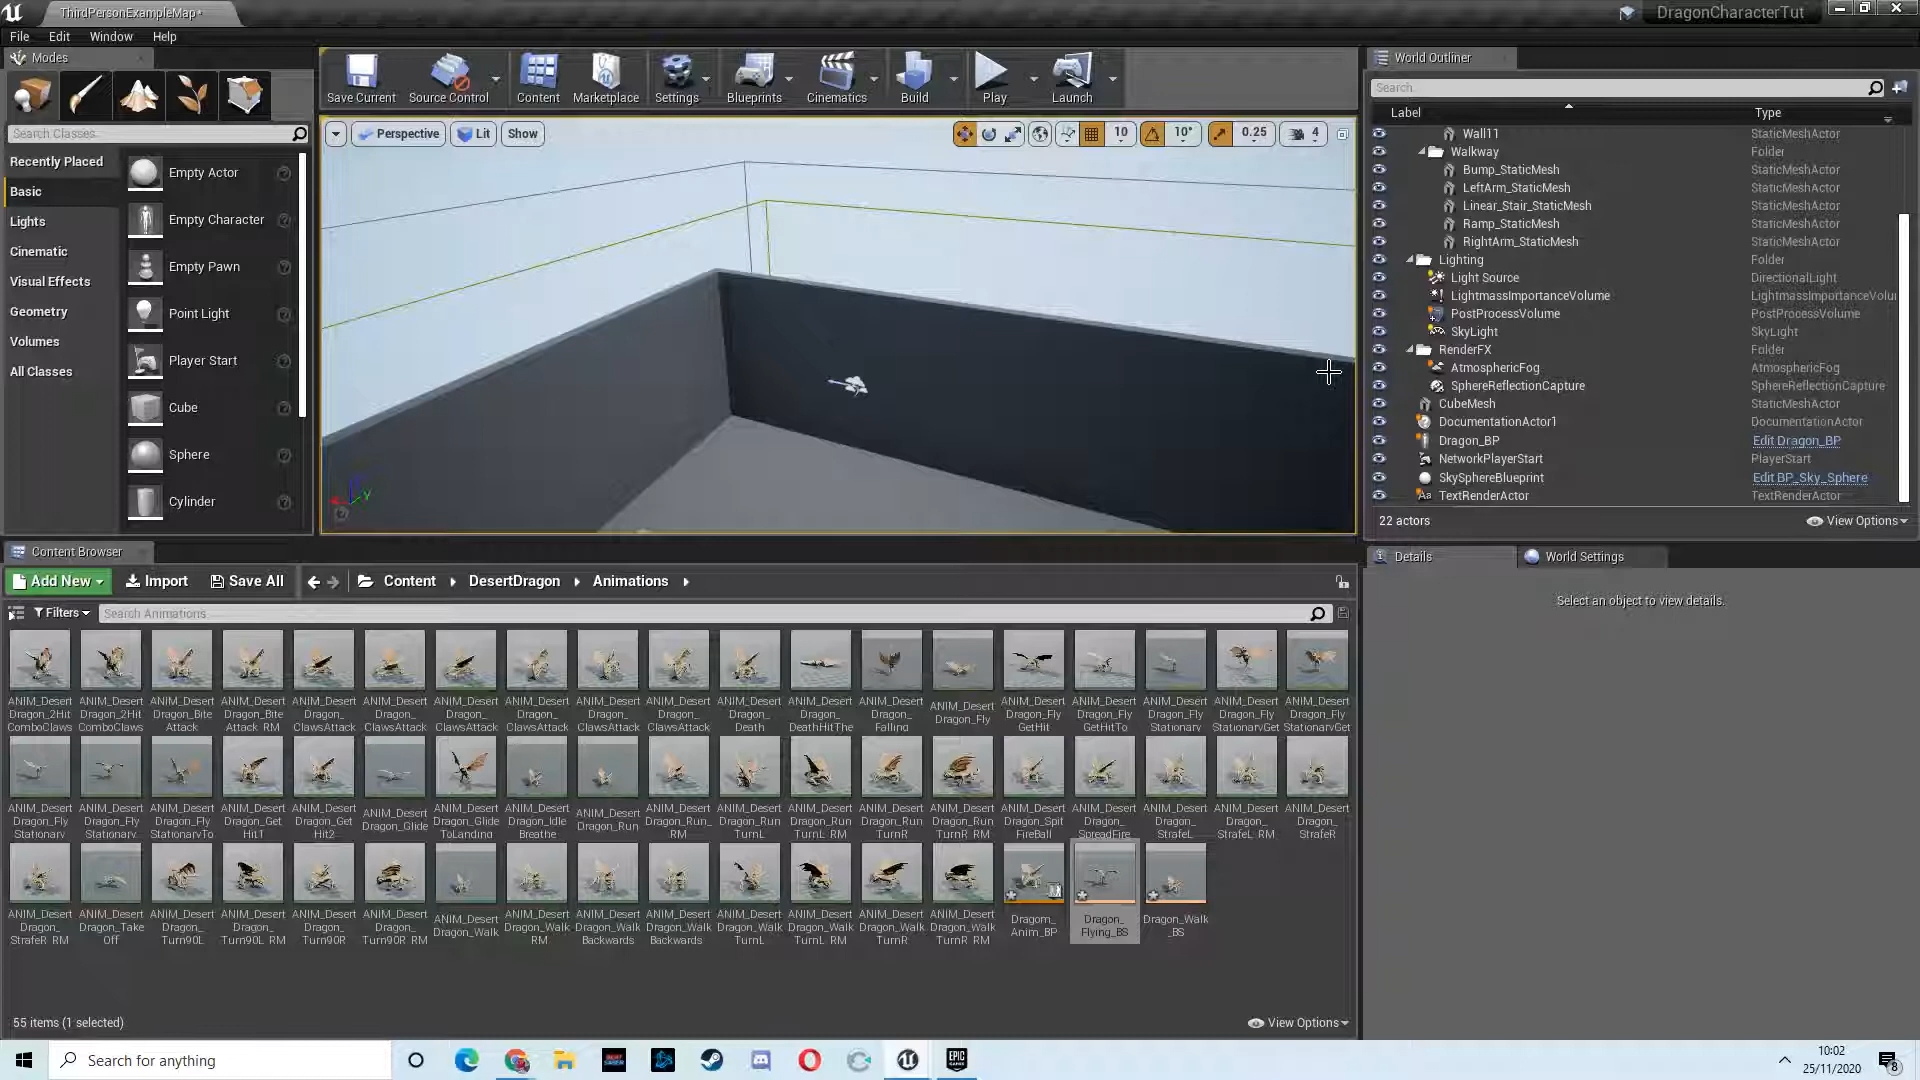 ThirdPersonExampleMap*
DragonCharacterTut
File Edit Window Help
Modes
Search Classes
Recently Placed
Basic
Lights
Cinematic
Visual Effects
Geometry
Volumes
All Classes
Empty Actor
Empty Character
Empty Pawn
Point Light
Player Start
Cube
Sphere
Cylinder
Save Current Source Control Content Marketplace Settings Blueprints Cinematics Build Play Launch
Perspective Lit Show 10 10° 0.25 4
World Outliner
Search
Label Type
Wall11 StaticMeshActor
Walkway Folder
Bump_StaticMesh StaticMeshActor
LeftArm_StaticMesh StaticMeshActor
Linear_Stair_StaticMesh StaticMeshActor
Ramp_StaticMesh StaticMeshActor
RightArm_StaticMesh StaticMeshActor
Lighting Folder
Light Source DirectionalLight
LightmassImportanceVolume LightmassImportanceVolu
PostProcessVolume PostProcessVolume
SkyLight SkyLight
RenderFX Folder
AtmosphericFog AtmosphericFog
SphereReflectionCapture SphereReflectionCapture
CubeMesh StaticMeshActor
DocumentationActor1 DocumentationActor
Dragon_BP Edit Dragon_BP
NetworkPlayerStart PlayerStart
SkySphereBlueprint Edit BP_Sky_Sphere
TextRenderActor TextRenderActor
22 actors View Options
Details World Settings
Select an object to view details.
Content Browser
Add New Import Save All Content DesertDragon Animations
Filters Search Animations
ANIM_Desert ANIM_Desert ANIM_Desert ANIM_Desert ANIM_Desert ANIM_Desert ANIM_Desert ANIM_Desert ANIM_Desert ANIM_Desert ANIM_Desert ANIM_Desert ANIM_Desert ANIM_Desert ANIM_Desert ANIM_Desert ANIM_Desert ANIM_Desert ANIM_Desert
Dragon_2Hit Dragon_2Hit Dragon_Bite Dragon_Bite Dragon_ Dragon_ Dragon_ Dragon_ Dragon_ Dragon_ Dragon_ Dragon_ Dragon_ Dragon_Fly Dragon_Fly Dragon_Fly Dragon_Fly Dragon_Fly Dragon_Fly
ComboClaws ComboClaws Attack Attack_RM ClawsAttack ClawsAttack ClawsAttack ClawsAttack ClawsAttack ClawsAttack Death DeathHitThe Falling GetHit GetHitTo Stationary StationaryGet StationaryGet
ANIM_Desert ANIM_Desert ANIM_Desert ANIM_Desert ANIM_Desert ANIM_Desert ANIM_Desert ANIM_Desert ANIM_Desert ANIM_Desert ANIM_Desert ANIM_Desert ANIM_Desert ANIM_Desert ANIM_Desert ANIM_Desert ANIM_Desert ANIM_Desert ANIM_Desert
Dragon_Fly Dragon_Fly Dragon_Fly Dragon_Get Dragon_Get Dragon_Glide Dragon_Glide Dragon_Idle Dragon_Run Dragon_Run_ Dragon_Run Dragon_Run Dragon_Run Dragon_Run Dragon_Spit Dragon_ Dragon_ Dragon_ Dragon_
Stationary Stationary StationaryTo Hit1 Hit2 ToLanding Breathe RM TurnL TurnL_RM TurnR TurnR_RM FireBall SpreadFire StrafeL StrafeL_RM StrafeR
ANIM_Desert ANIM_Desert ANIM_Desert ANIM_Desert ANIM_Desert ANIM_Desert ANIM_Desert ANIM_Desert ANIM_Desert ANIM_Desert ANIM_Desert ANIM_Desert ANIM_Desert ANIM_Desert Dragom_ Dragon_ Dragon_Walk
Dragon_ Dragon_Take Dragon_ Dragon_ Dragon_ Dragon_ Dragon_Walk Dragon_Walk Dragon_Walk Dragon_Walk Dragon_Walk Dragon_Walk Dragon_Walk Dragon_Walk Anim_BP Flying_BS _BS
StrafeR_RM Off Turn90L Turn90L_RM Turn90R Turn90R_RM RM Backwards Backwards TurnL TurnL_RM TurnR TurnR_RM
55 items (1 selected) View Options
Search for anything
10:02
25/11/2020
8